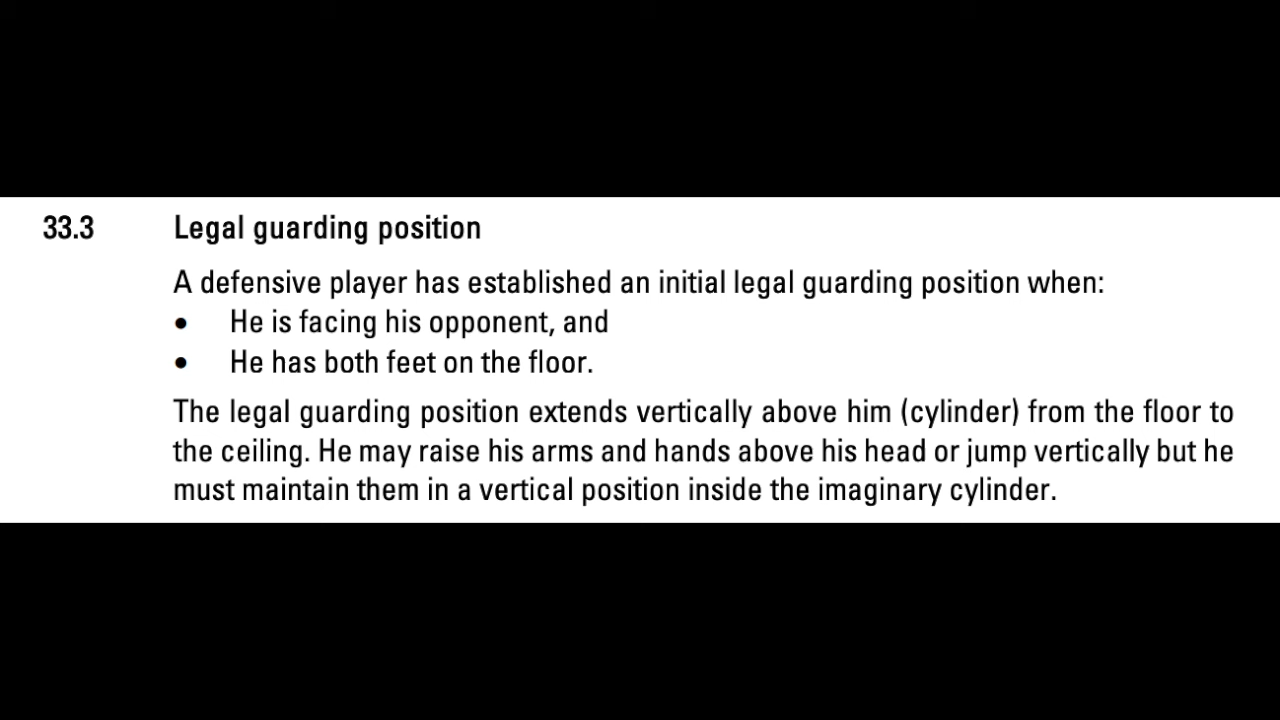 33.3 Legal guarding position
A defensive player has established an initial legal guarding position when:
• He is facing his opponent, and
• He has both feet on the floor.
The legal guarding position extends vertically above him (cylinder) from the floor to
the ceiling. He may raise his arms and hands above his head or jump vertically but he
must maintain them in a vertical position inside the imaginary cylinder.